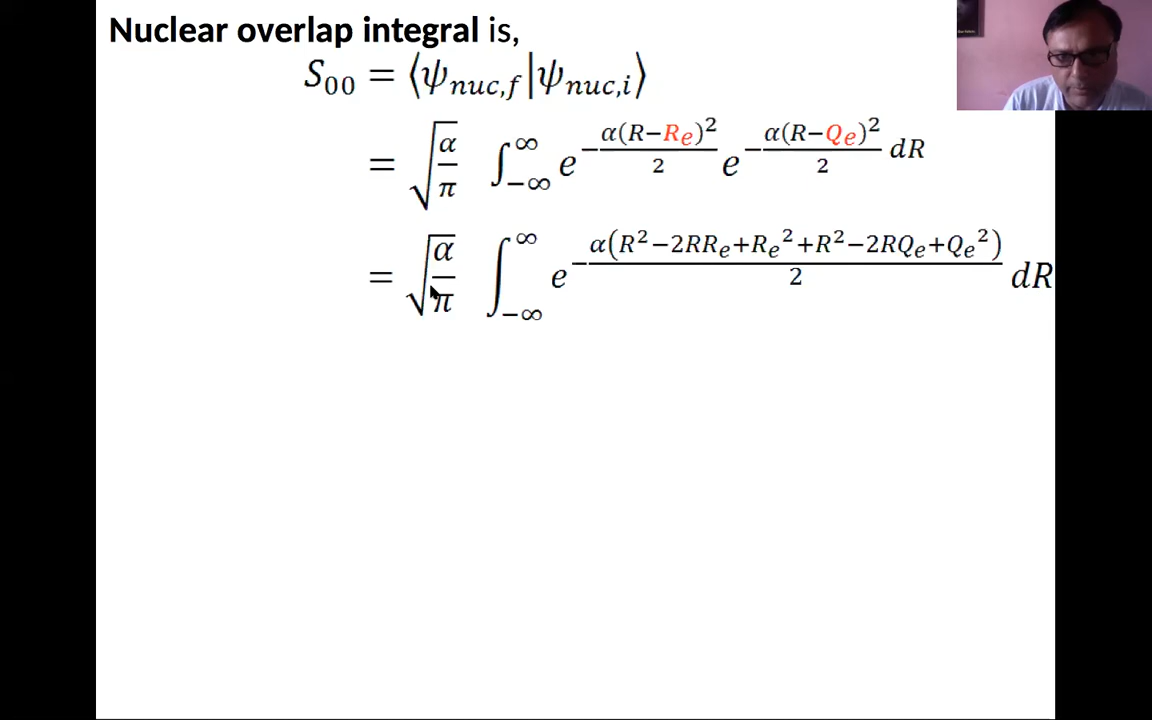 Nuclear overlap integral is,
S₀₀ = ⟨ψ_{nuc,f}|ψ_{nuc,i}⟩
= √(α/π) ∫_{−∞}^{∞} e^{−α(R−R_e)²/2} e^{−α(R−Q_e)²/2} dR
= √(α/π) ∫_{−∞}^{∞} e^{−α(R²−2RR_e+R_e²+R²−2RQ_e+Q_e²)/2} dR